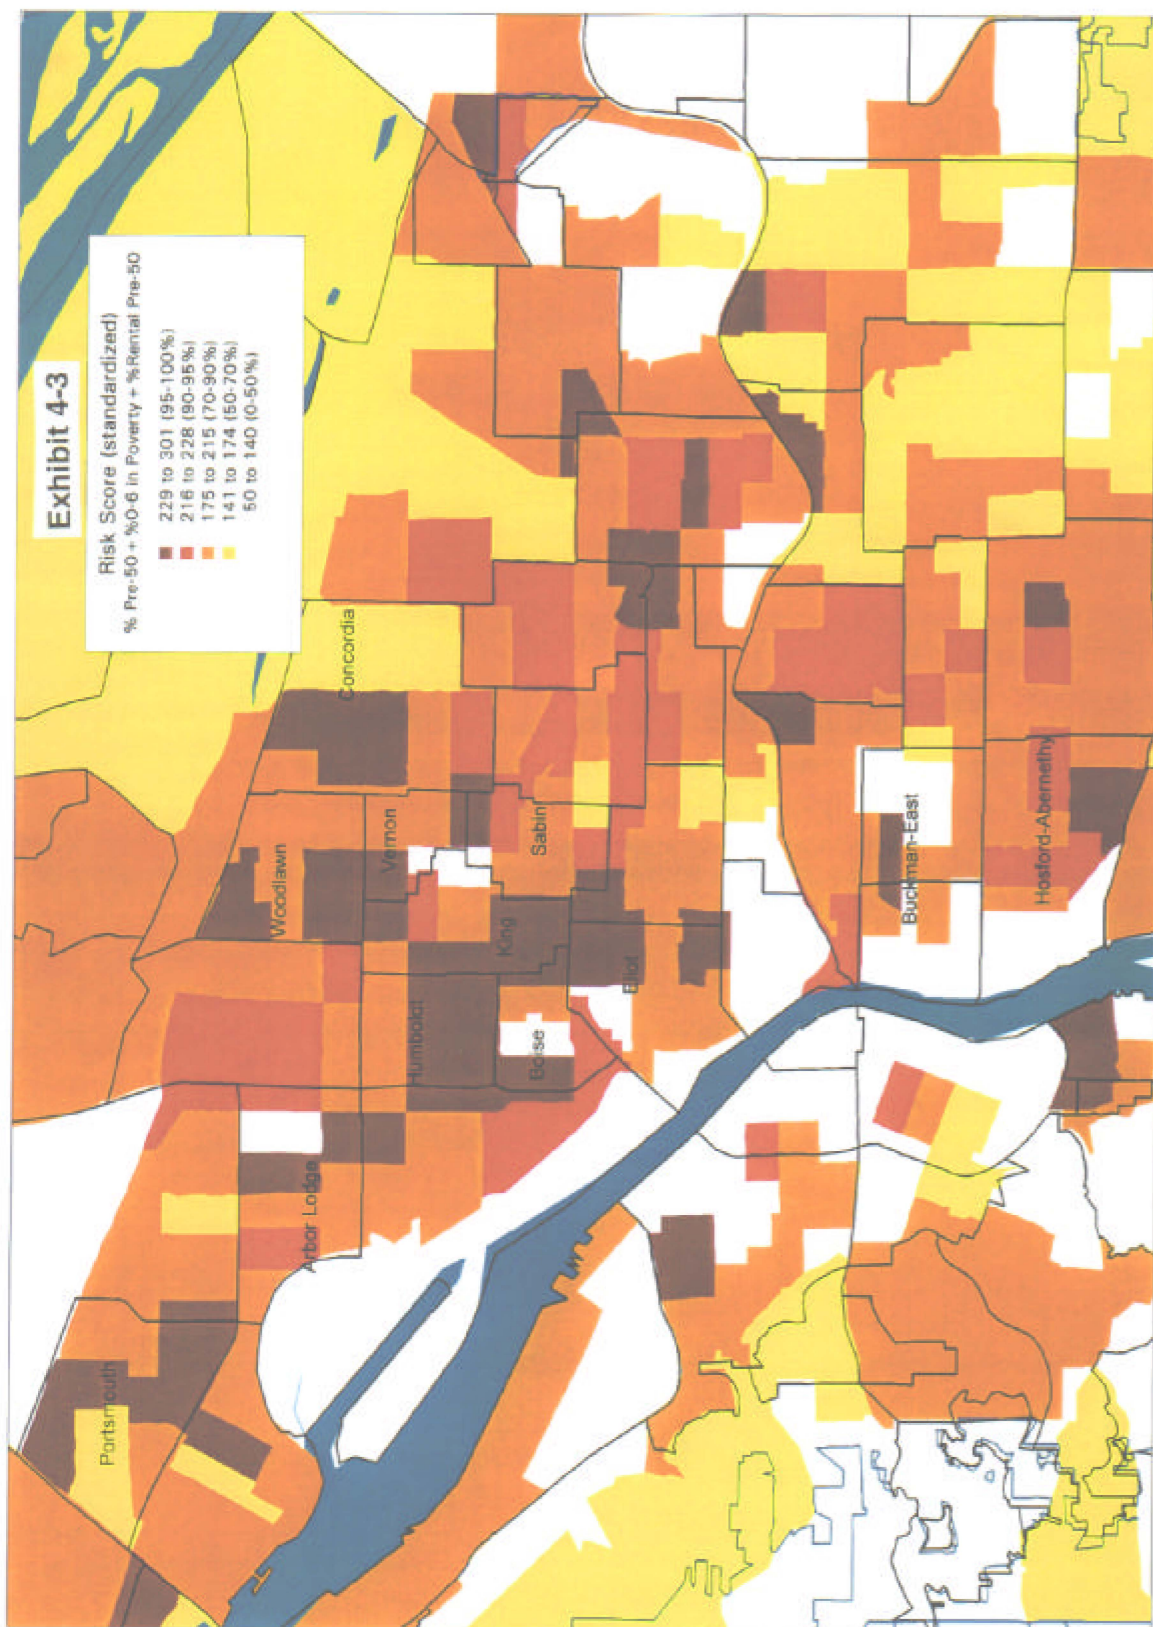 Exhibit 4-3
Risk Score (standardized)
% Pre-50 + %0-6 in Poverty + %Rental Pre-50
229 to 301 (95-100%)
216 to 228 (90-95%)
175 to 215 (70-90%)
141 to 174 (50-70%)
50 to 140 (0-50%)
Portsmouth
Arbor Lodge
Woodlawn
Concordia
Vernon
Humboldt
King
Sabin
Boise
Eliot
Buckman-East
Hosford-Abernethy